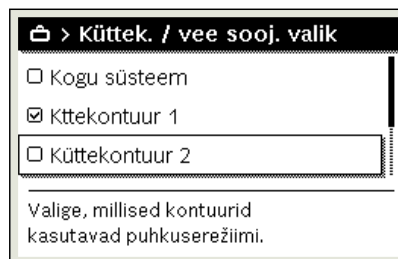 > Küttek. / vee sooj. valik
Kogu süsteem
Kttekontuur 1
Küttekontuur 2
Valige, millised kontuurid
kasutavad puhkuserežiimi.